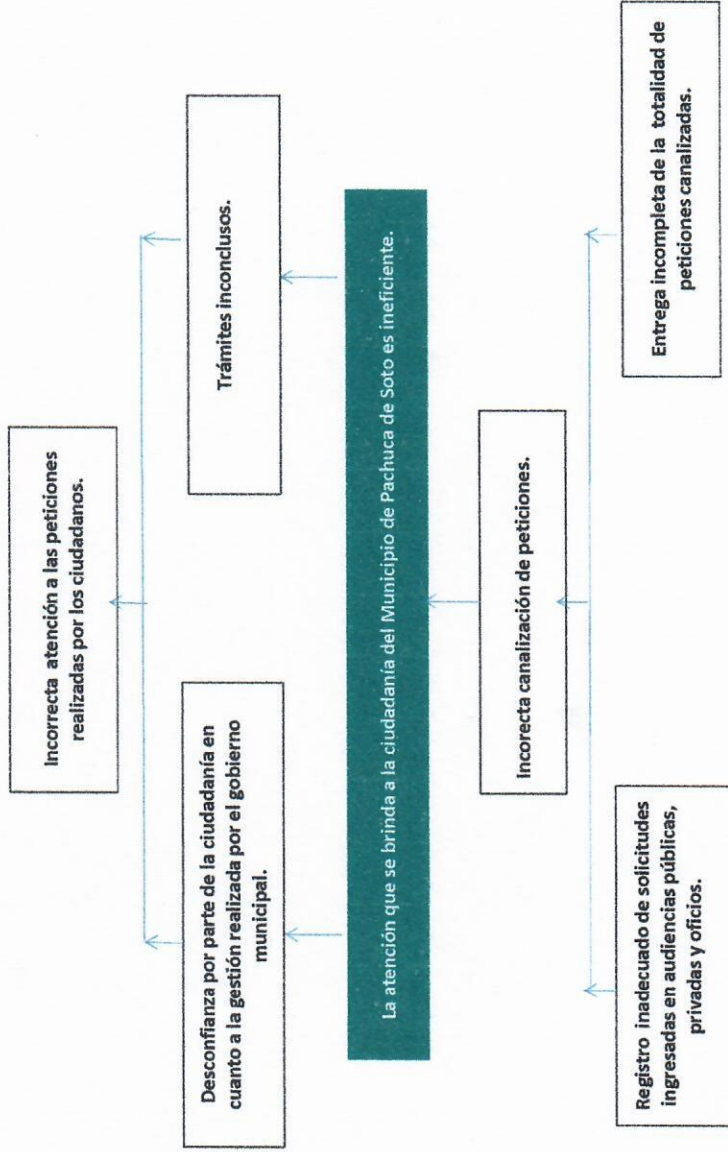 Incorrecta atención a las peticiones
realizadas por los ciudadanos.
Desconfianza por parte de la ciudadanía en
cuanto a la gestión realizada por el gobierno
municipal.
Trámites inconclusos.
La atención que se brinda a la ciudadanía del Municipio de Pachuca de Soto es ineficiente.
Incorecta canalización de peticiones.
Registro inadecuado de solicitudes
ingresadas en audiencias públicas,
privadas y oficios.
Entrega incompleta de la totalidad de
peticiones canalizadas.